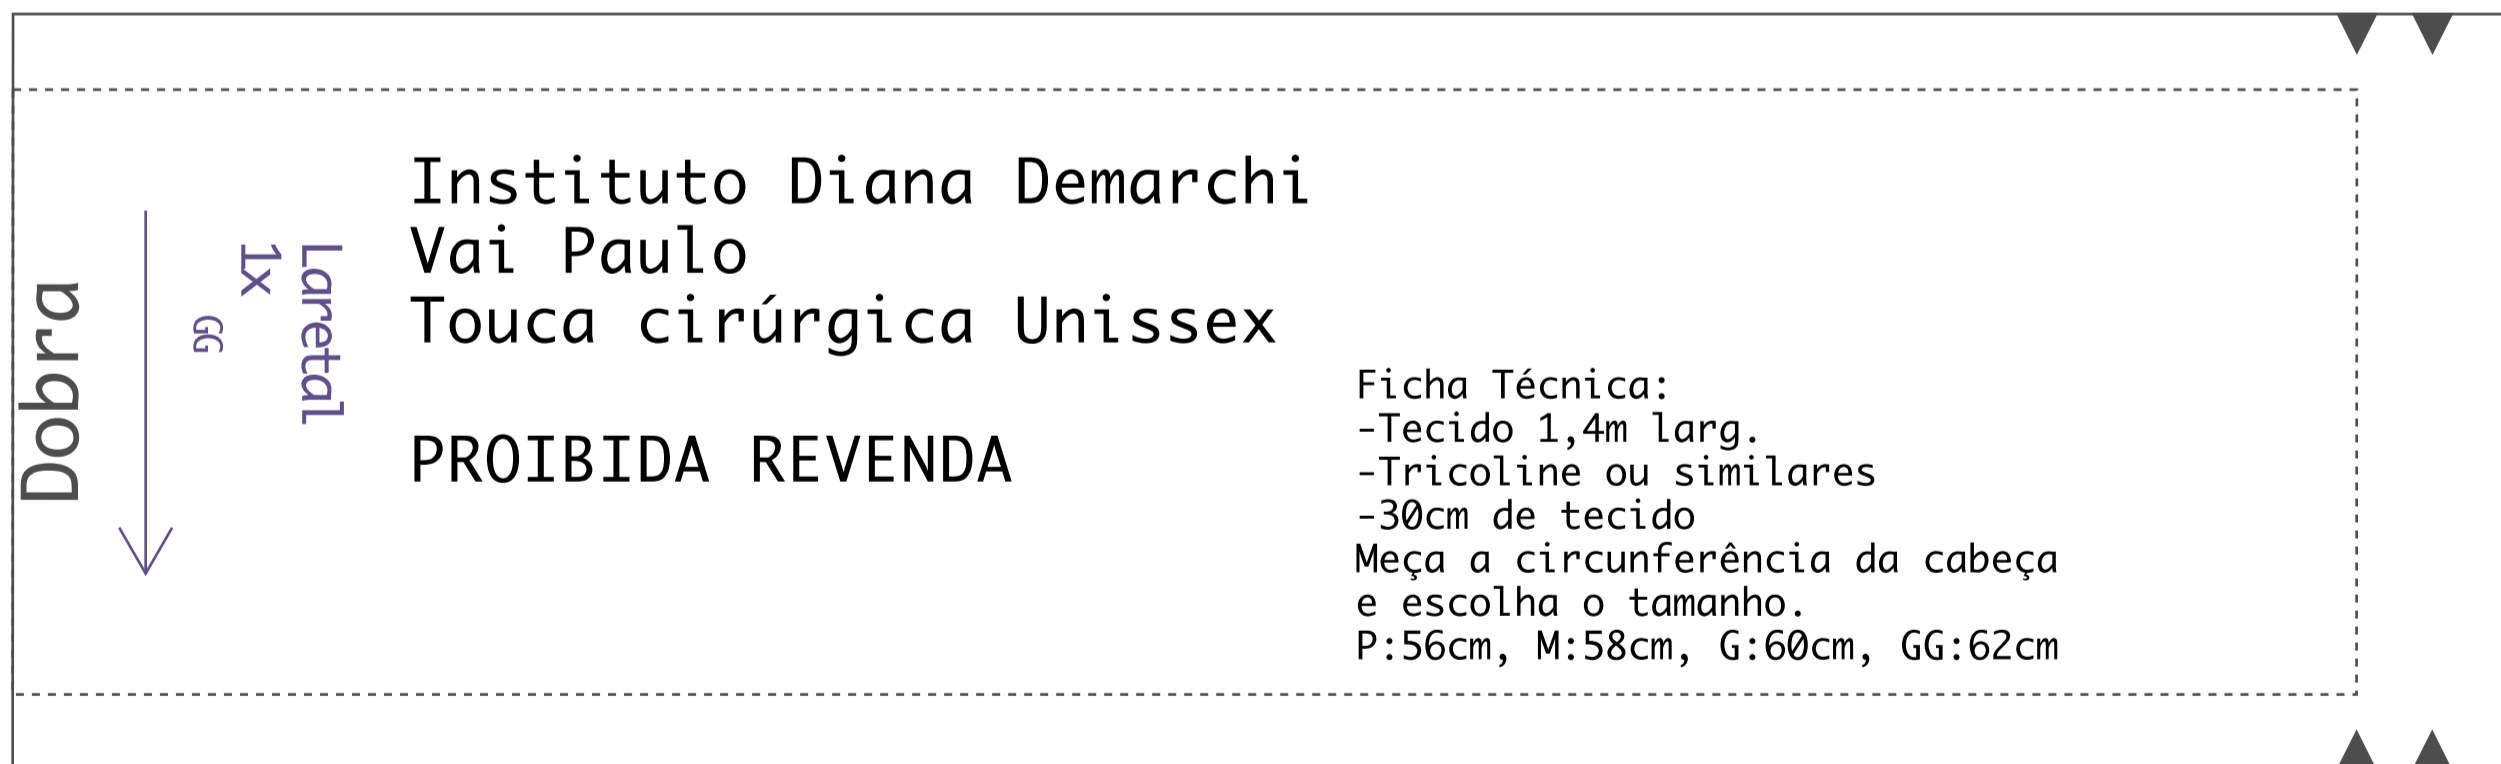 Dobra
Laretal
1x
GG
Instituto Diana Demarchi
Vai Paulo
Touca cirúrgica Unissex
PROIBIDA REVENDA
Ficha Técnica:
-Tecido 1,4m larg.
-Tricoline ou similares
-30cm de tecido
Meça a circunferência da cabeça
e escolha o tamanho.
P:56cm, M:58cm, G:60cm, GG:62cm